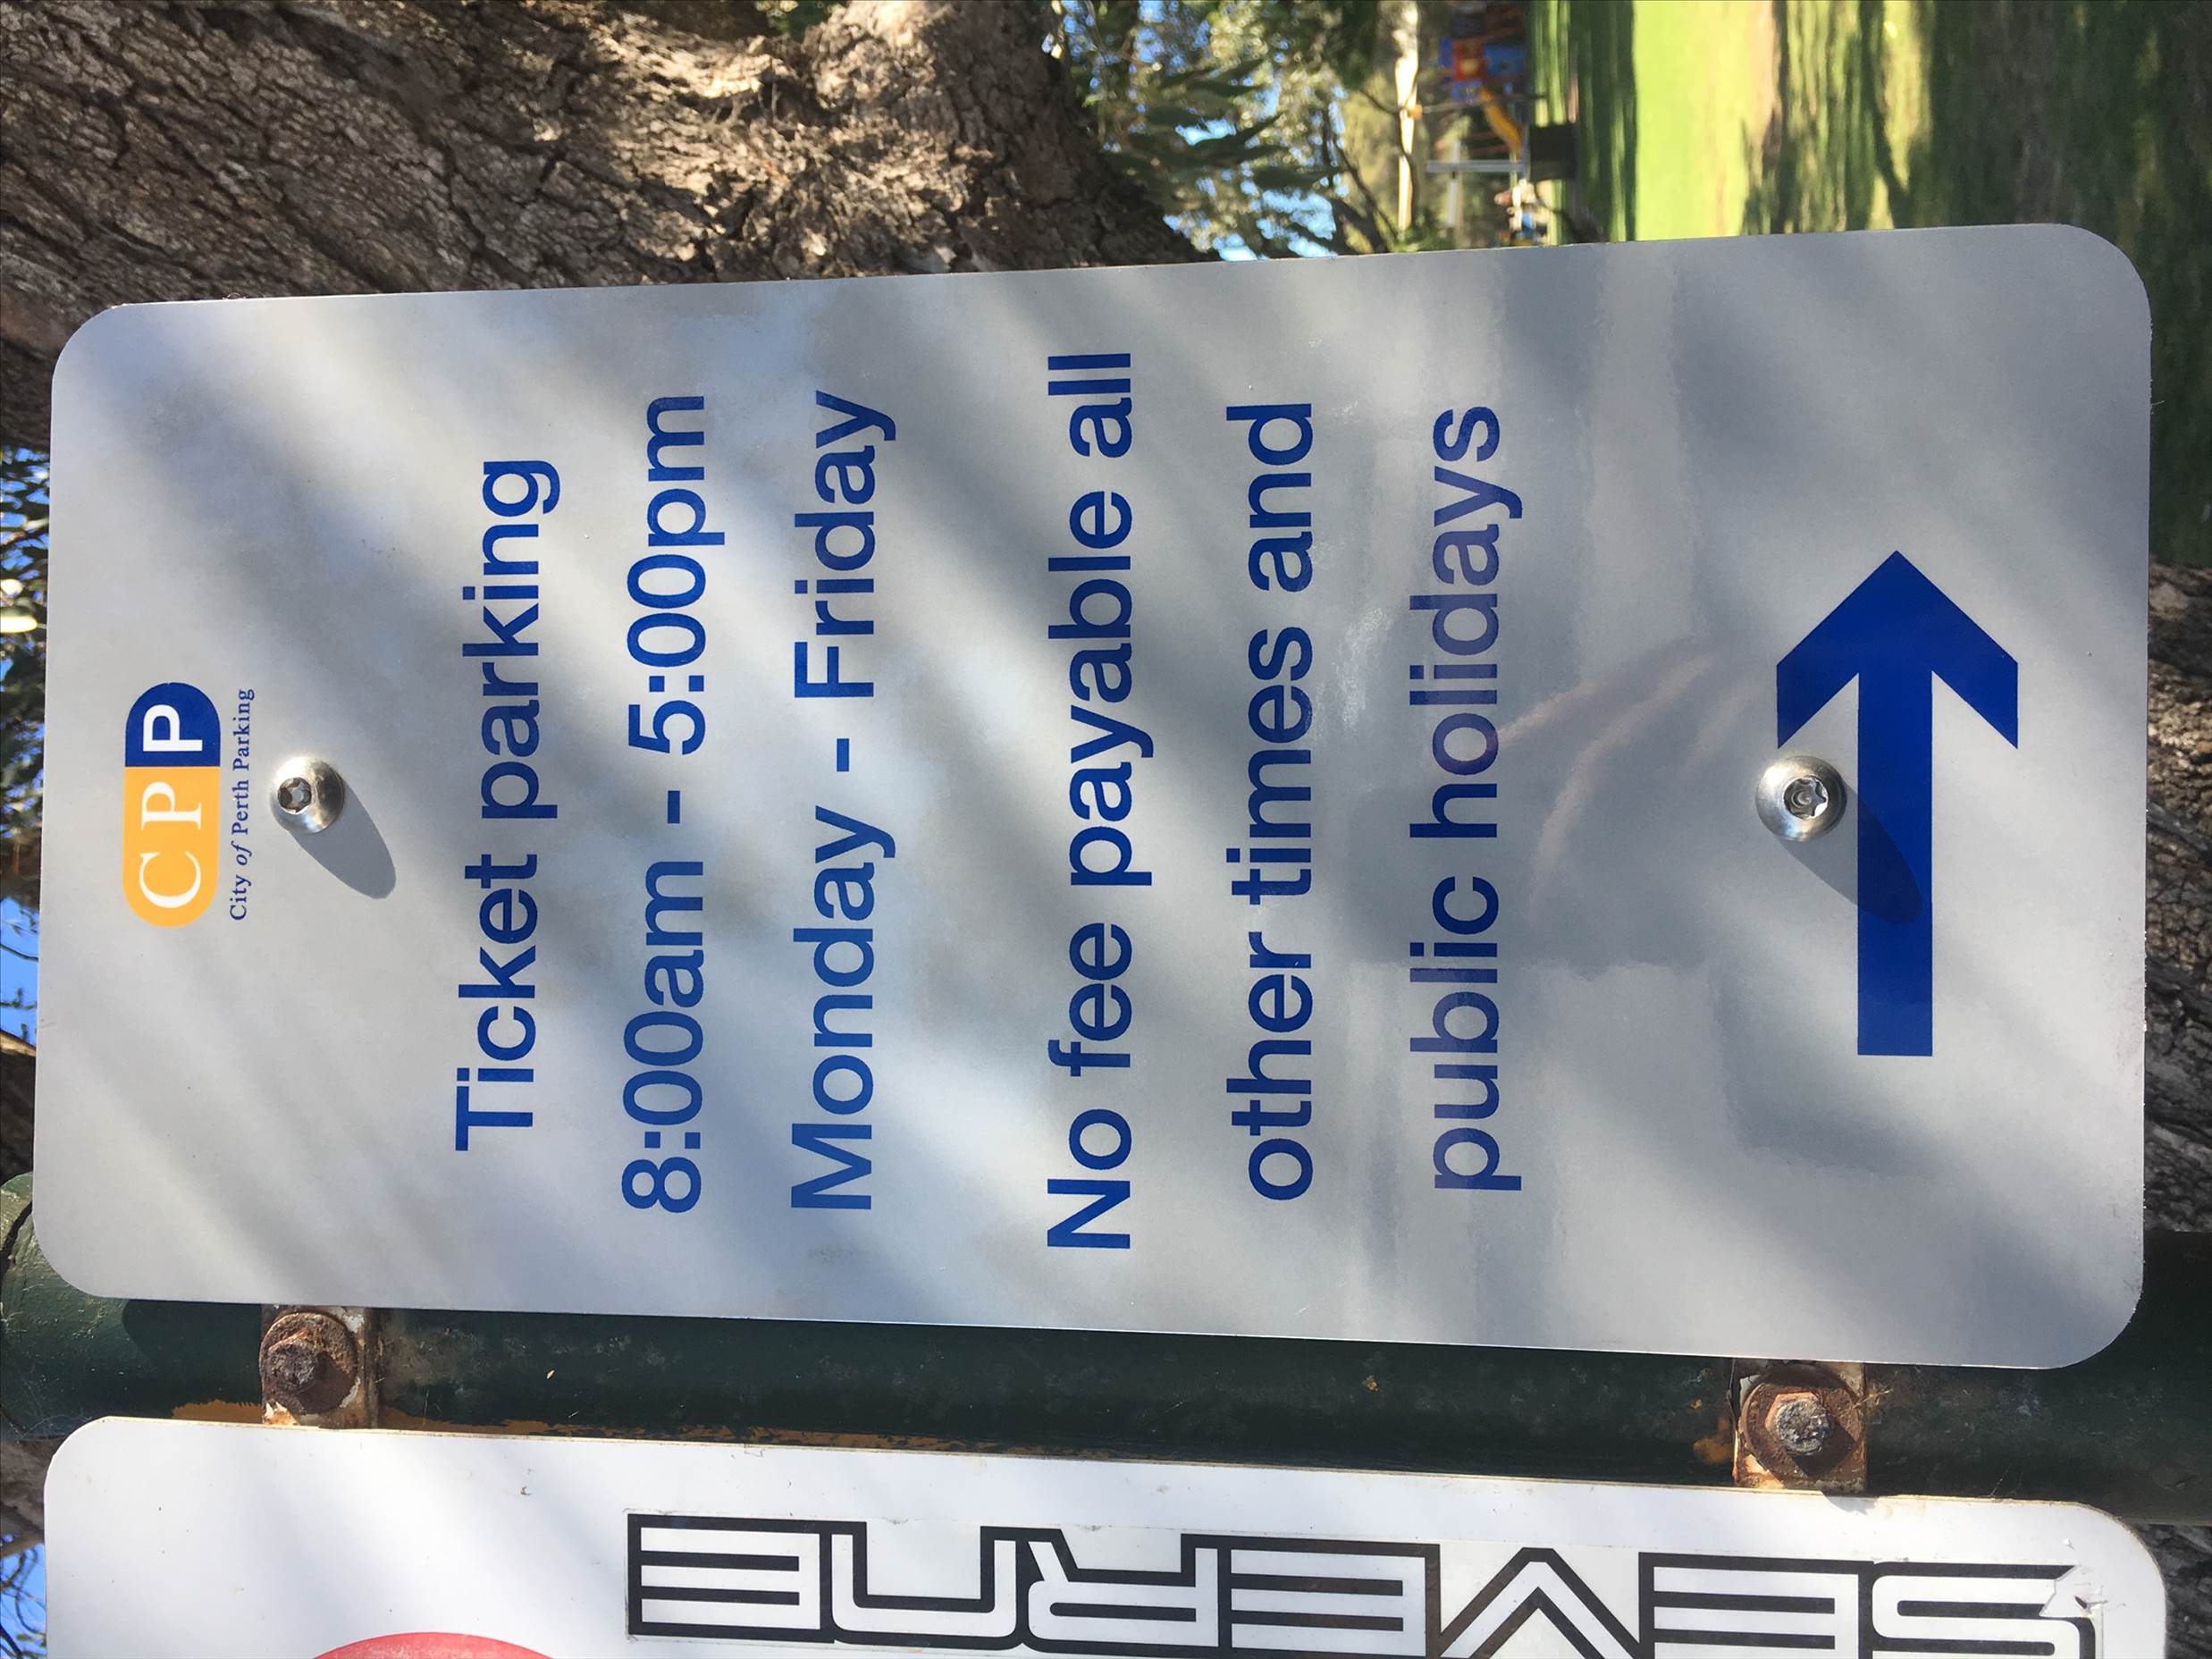 CPP
City of Perth Parking
Ticket parking
8:00am - 5:00pm
Monday - Friday
No fee payable all
other times and
public holidays